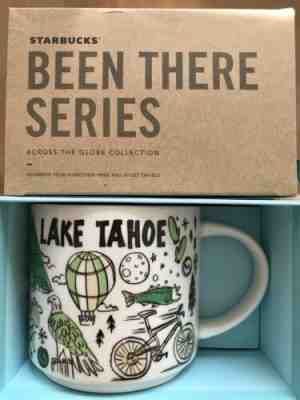 STARBUCKS®
BEEN THERE
SERIES
ACROSS THE GLOBE COLLECTION
LAKE TAHOE